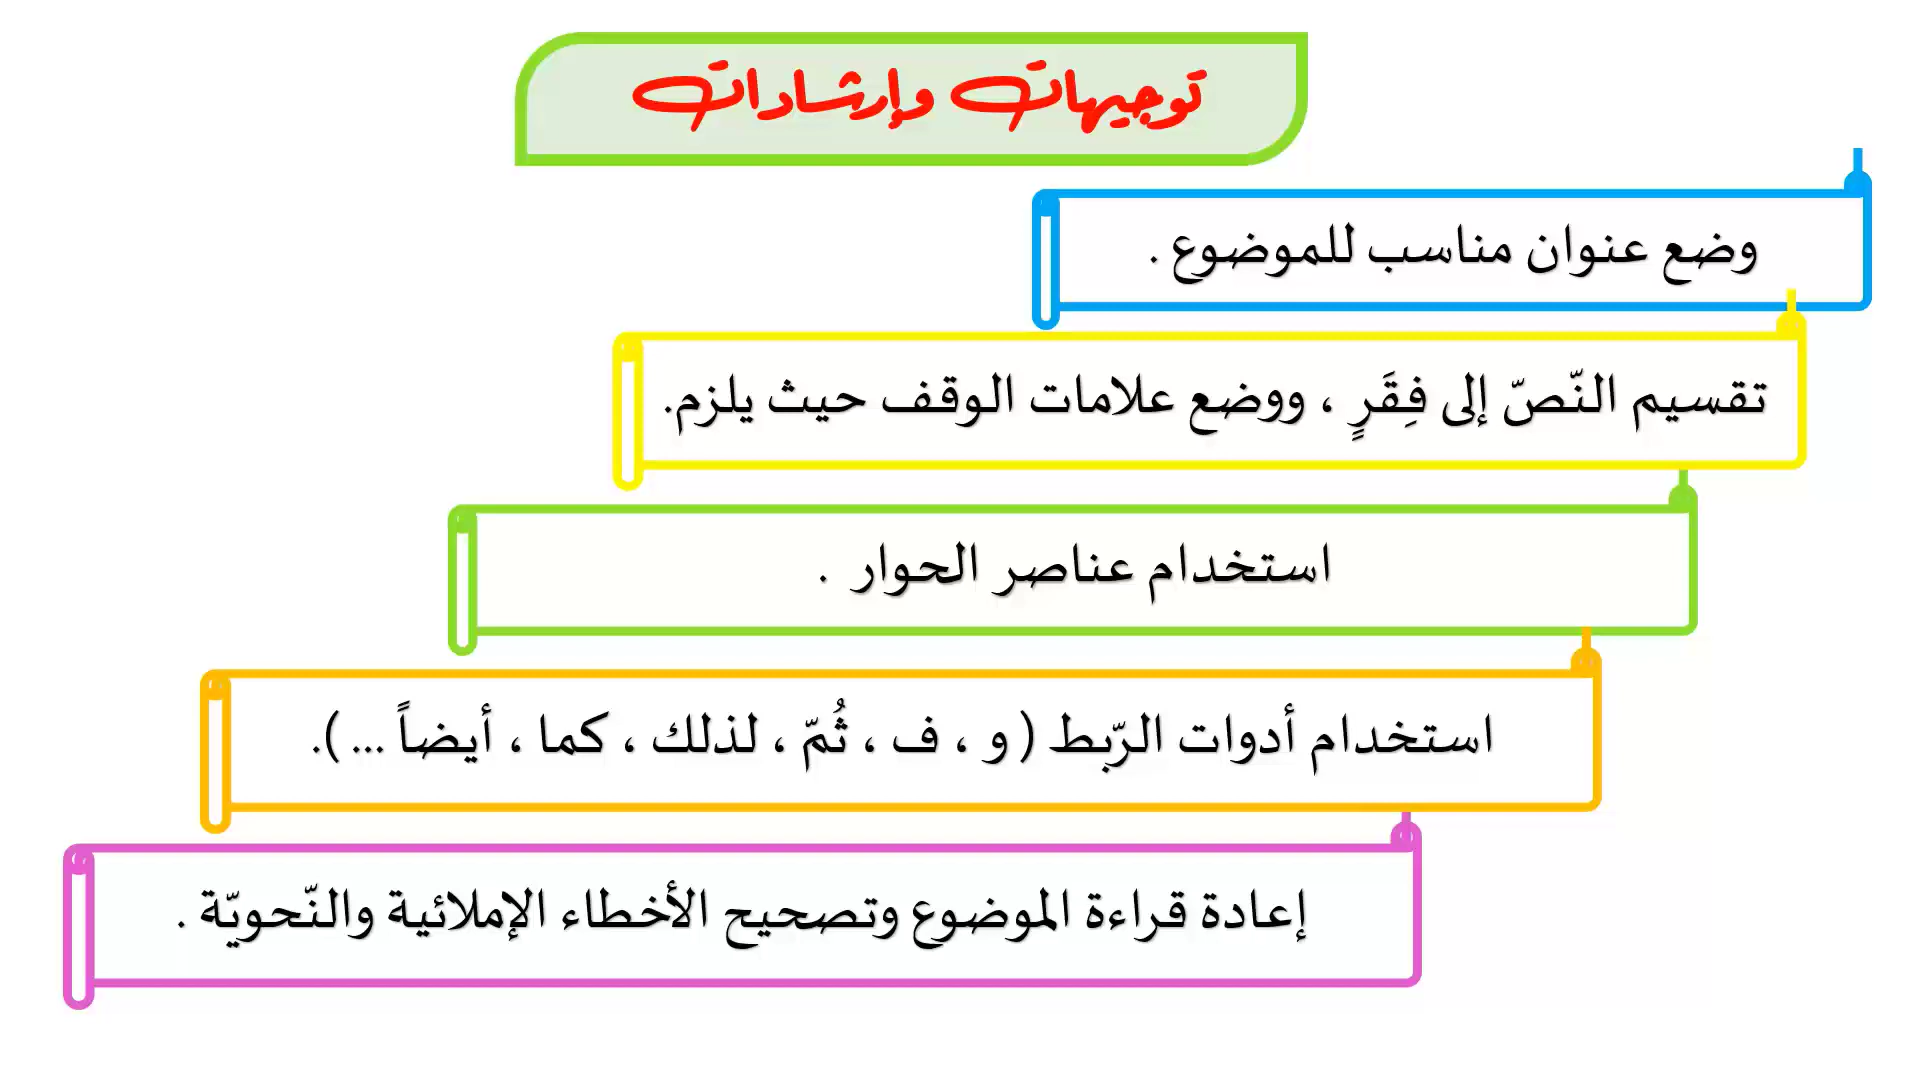 توجيهات وإرشادات
وضع عنوان مناسب للموضوع .
تقسيم النّصّ إلى فِقَرٍ ، ووضع علامات الوقف حيث يلزم.
استخدام عناصر الحوار .
استخدام أدوات الرّبط ( و ، ف ، ثُمّ ، لذلك ، كما ، أيضاً ... ).
إعادة قراءة الموضوع وتصحيح الأخطاء الإملائية والنّحويّة .